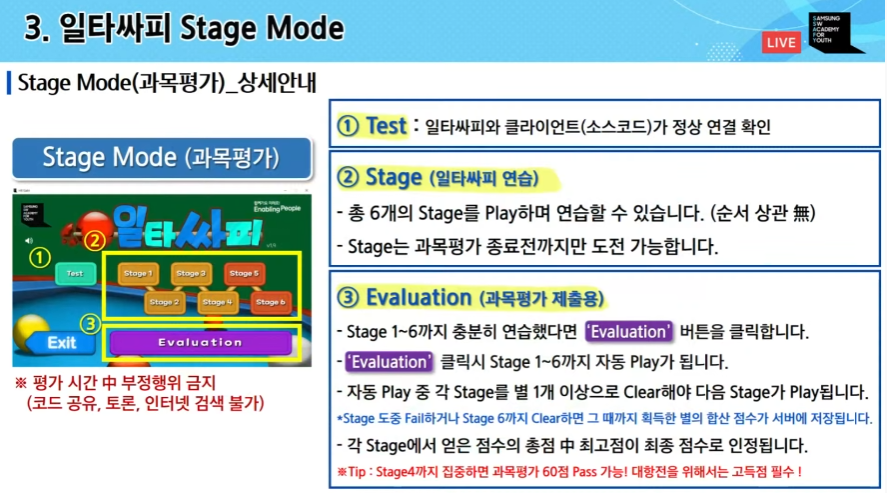 3. 일타싸피 Stage Mode
LIVE
SAMSUNG
SW
ACADEMY
FOR
YOUTH
Stage Mode(과목평가)_상세안내
Stage Mode (과목평가)
SAMSUNG
SW
ACADEMY
FOR
YOUTH
Enabling People
일타싸피
①
②
Test
Stage 1
Stage 3
Stage 5
Stage 2
Stage 4
Stage 6
③
Exit
Evaluation
※ 평가 시간 中 부정행위 금지
(코드 공유, 토론, 인터넷 검색 불가)
① Test : 일타싸피와 클라이언트(소스코드)가 정상 연결 확인
② Stage (일타싸피 연습)
- 총 6개의 Stage를 Play하며 연습할 수 있습니다. (순서 상관 無)
- Stage는 과목평가 종료전까지만 도전 가능합니다.
③ Evaluation (과목평가 제출용)
- Stage 1~6까지 충분히 연습했다면 ‘Evaluation’ 버튼을 클릭합니다.
- ‘Evaluation’ 클릭시 Stage 1~6까지 자동 Play가 됩니다.
- 자동 Play 중 각 Stage를 별 1개 이상으로 Clear해야 다음 Stage가 Play됩니다.
*Stage 도중 Fail하거나 Stage 6까지 Clear하면 그 때까지 획득한 별의 합산 점수가 서버에 저장됩니다.
- 각 Stage에서 얻은 점수의 총점 中 최고점이 최종 점수로 인정됩니다.
※Tip : Stage4까지 집중하면 과목평가 60점 Pass 가능! 대항전을 위해서는 고득점 필수 !